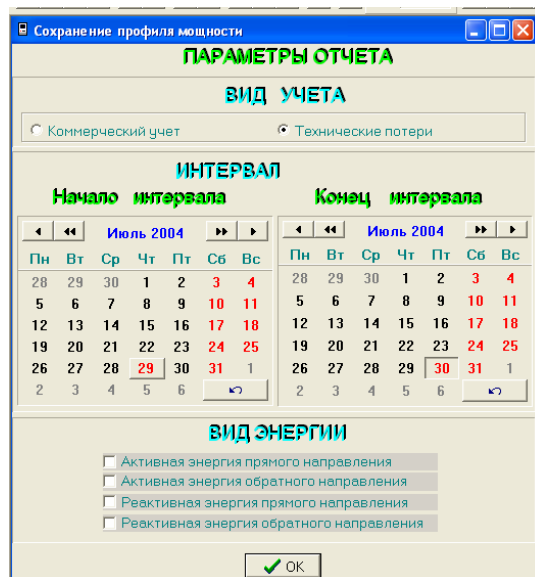 Сохранение профиля мощности
ПАРАМЕТРЫ ОТЧЕТА
ВИД УЧЕТА
Коммерческий учет Технические потери
ИНТЕРВАЛ
Начало интервала Конец интервала
Июль 2004
Пн Вт Ср Чт Пт Сб Вс
28 29 30 1 2 3 4
5 6 7 8 9 10 11
12 13 14 15 16 17 18
19 20 21 22 23 24 25
26 27 28 29 30 31 1
2 3 4 5 6
Июль 2004
Пн Вт Ср Чт Пт Сб Вс
28 29 30 1 2 3 4
5 6 7 8 9 10 11
12 13 14 15 16 17 18
19 20 21 22 23 24 25
26 27 28 29 30 31 1
2 3 4 5 6
ВИД ЭНЕРГИИ
Активная энергия прямого направления
Активная энергия обратного направления
Реактивная энергия прямого направления
Реактивная энергия обратного направления
OK